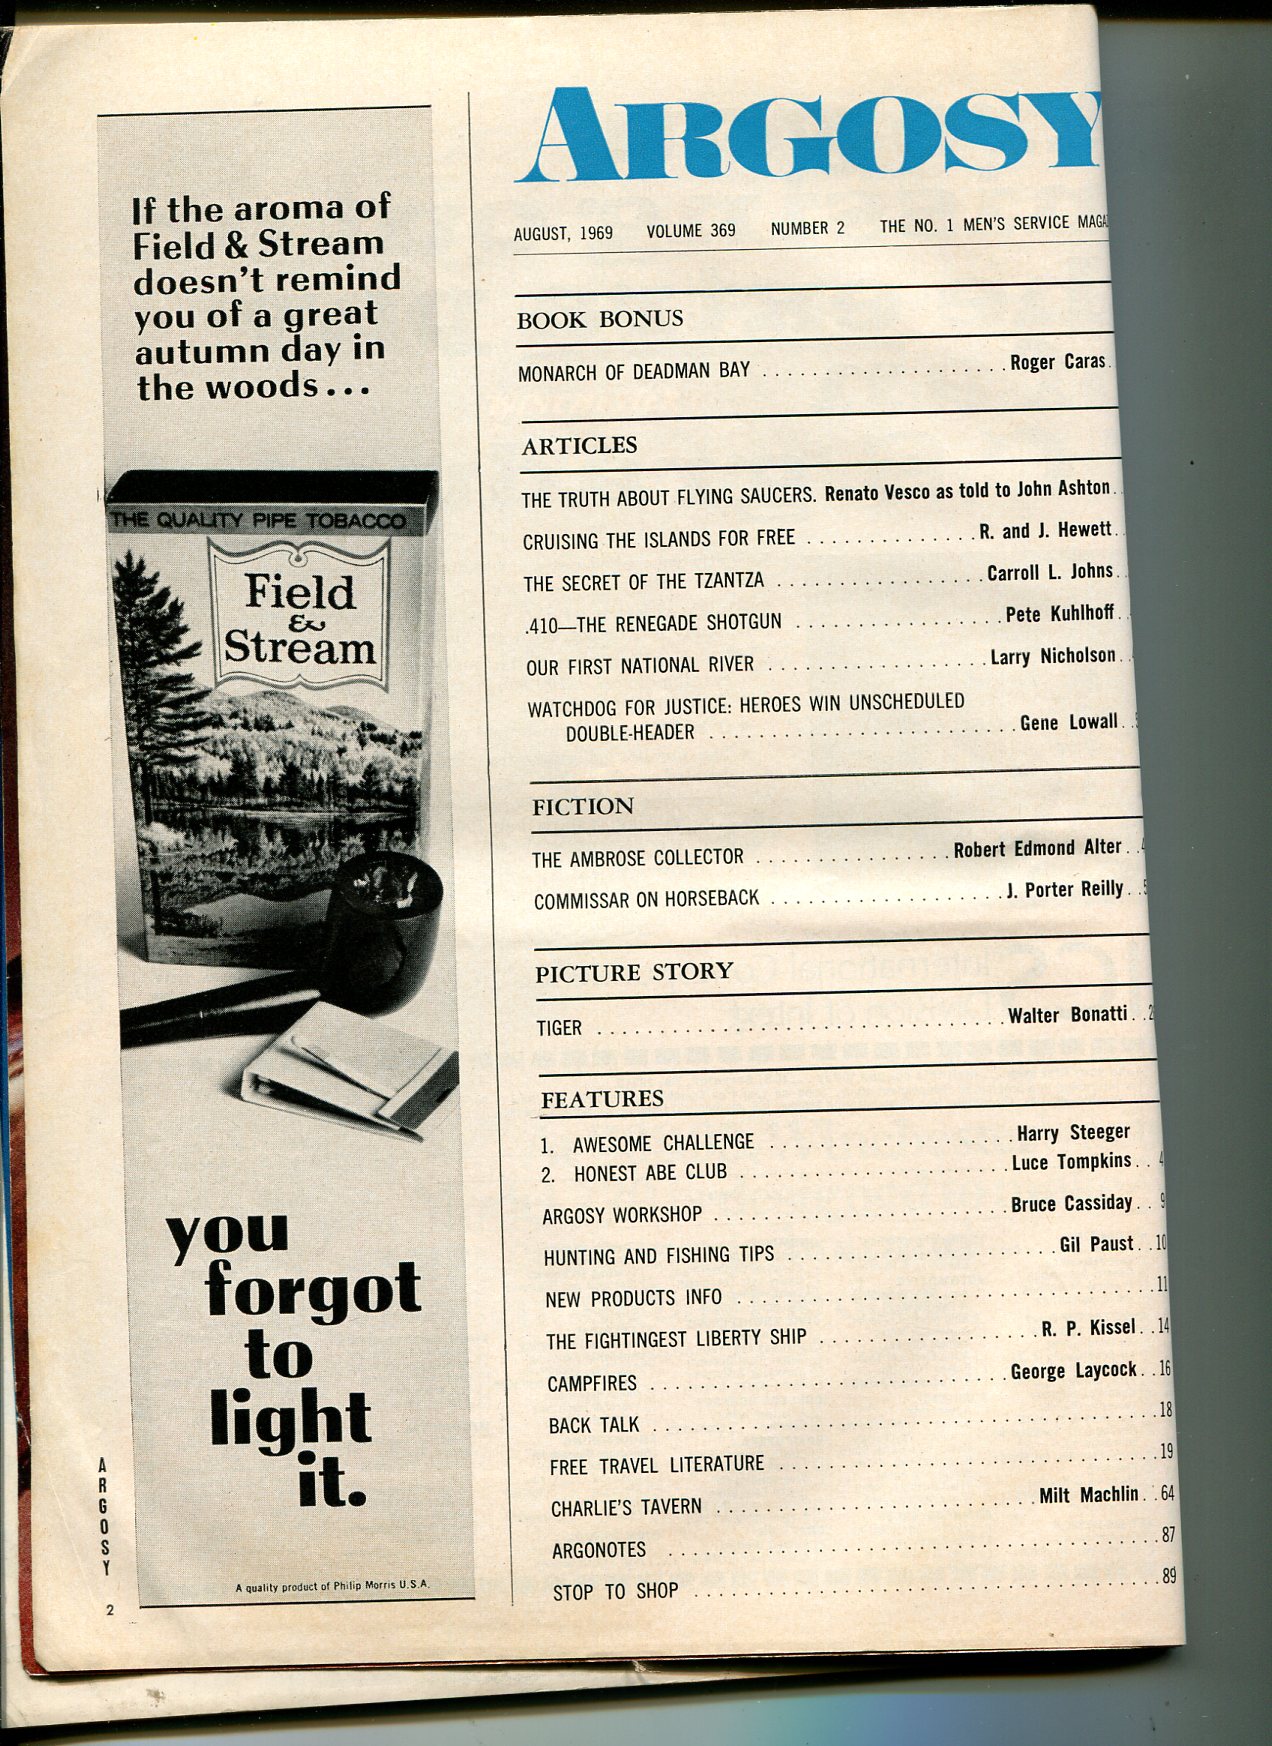 If the aroma of
Field & Stream
doesn't remind
you of a great
autumn day in
the woods...
THE QUALITY PIPE TOBACCO
Field
&
Stream
you
forgot
to
light
it.
A quality product of Philip Morris U.S.A.
ARGOSY
2
ARGOSY
AUGUST, 1969 VOLUME 369 NUMBER 2 THE NO. 1 MEN'S SERVICE
BOOK BONUS
MONARCH OF DEADMAN BAY . . . . . . . . . . . . . . . . . . . . Roger Caras
ARTICLES
THE TRUTH ABOUT FLYING SAUCERS. Renato Vesco as told to John Ashton
CRUISING THE ISLANDS FOR FREE . . . . . . . . . . . . . . R. and J. Hewett
THE SECRET OF THE TZANTZA . . . . . . . . . . . . . . . . . Carroll L. Johns
.410—THE RENEGADE SHOTGUN . . . . . . . . . . . . . . . . . Pete Kuhlhoff
OUR FIRST NATIONAL RIVER . . . . . . . . . . . . . . . . . . Larry Nicholson
WATCHDOG FOR JUSTICE: HEROES WIN UNSCHEDULED
DOUBLE-HEADER . . . . . . . . . . . . . . . . . . . . . . . . . Gene Lowall
FICTION
THE AMBROSE COLLECTOR . . . . . . . . . . . . . . . . Robert Edmond Alter
COMMISSAR ON HORSEBACK . . . . . . . . . . . . . . . . . . . J. Porter Reilly
PICTURE STORY
TIGER . . . . . . . . . . . . . . . . . . . . . . . . . . . . . . . . . Walter Bonatti
FEATURES
1. AWESOME CHALLENGE . . . . . . . . . . . . . . . . . . . . Harry Steeger
2. HONEST ABE CLUB . . . . . . . . . . . . . . . . . . . . . . Luce Tompkins. . 4
ARGOSY WORKSHOP . . . . . . . . . . . . . . . . . . . . . . . . Bruce Cassiday. . 9
HUNTING AND FISHING TIPS . . . . . . . . . . . . . . . . . . . . . . Gil Paust. . 10
NEW PRODUCTS INFO . . . . . . . . . . . . . . . . . . . . . . . . . . . . . . . . . .11
THE FIGHTINGEST LIBERTY SHIP . . . . . . . . . . . . . . . . . . R. P. Kissel. . 14
CAMPFIRES . . . . . . . . . . . . . . . . . . . . . . . . . . . . . George Laycock. . 16
BACK TALK . . . . . . . . . . . . . . . . . . . . . . . . . . . . . . . . . . . . . . . . .18
FREE TRAVEL LITERATURE . . . . . . . . . . . . . . . . . . . . . . . . . . . . . . .19
CHARLIE'S TAVERN . . . . . . . . . . . . . . . . . . . . . . . . . . Milt Machlin. . 64
ARGONOTES . . . . . . . . . . . . . . . . . . . . . . . . . . . . . . . . . . . . . . . .87
STOP TO SHOP . . . . . . . . . . . . . . . . . . . . . . . . . . . . . . . . . . . . . .89